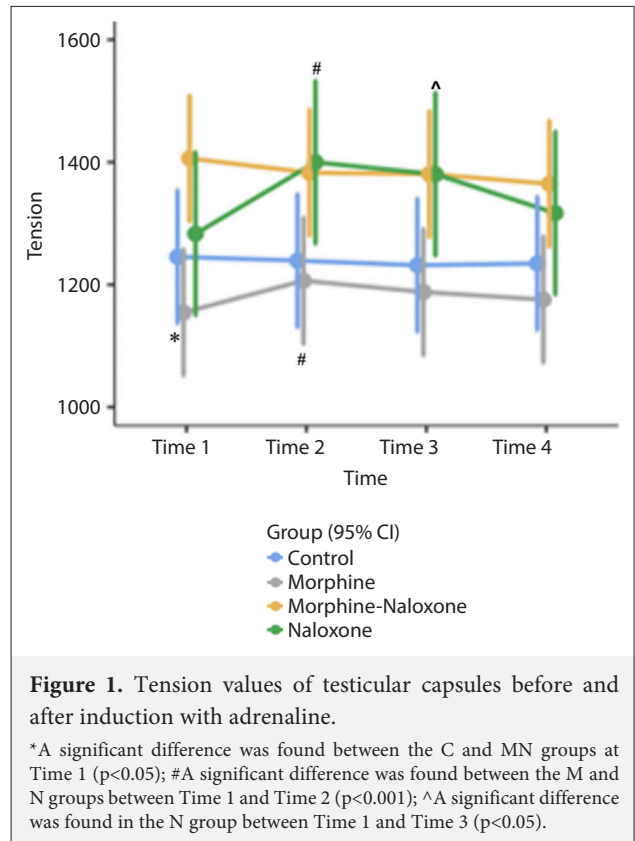 1600
#
^
1400
Tension
1200
*
#
1000
Time 1 Time 2 Time 3 Time 4
Time
Group (95% CI)
Control
Morphine
Morphine-Naloxone
Naloxone
Figure 1. Tension values of testicular capsules before and
after induction with adrenaline.
*A significant difference was found between the C and MN groups at
Time 1 (p<0.05); #A significant difference was found between the M and
N groups between Time 1 and Time 2 (p<0.001); ^A significant difference
was found in the N group between Time 1 and Time 3 (p<0.05).